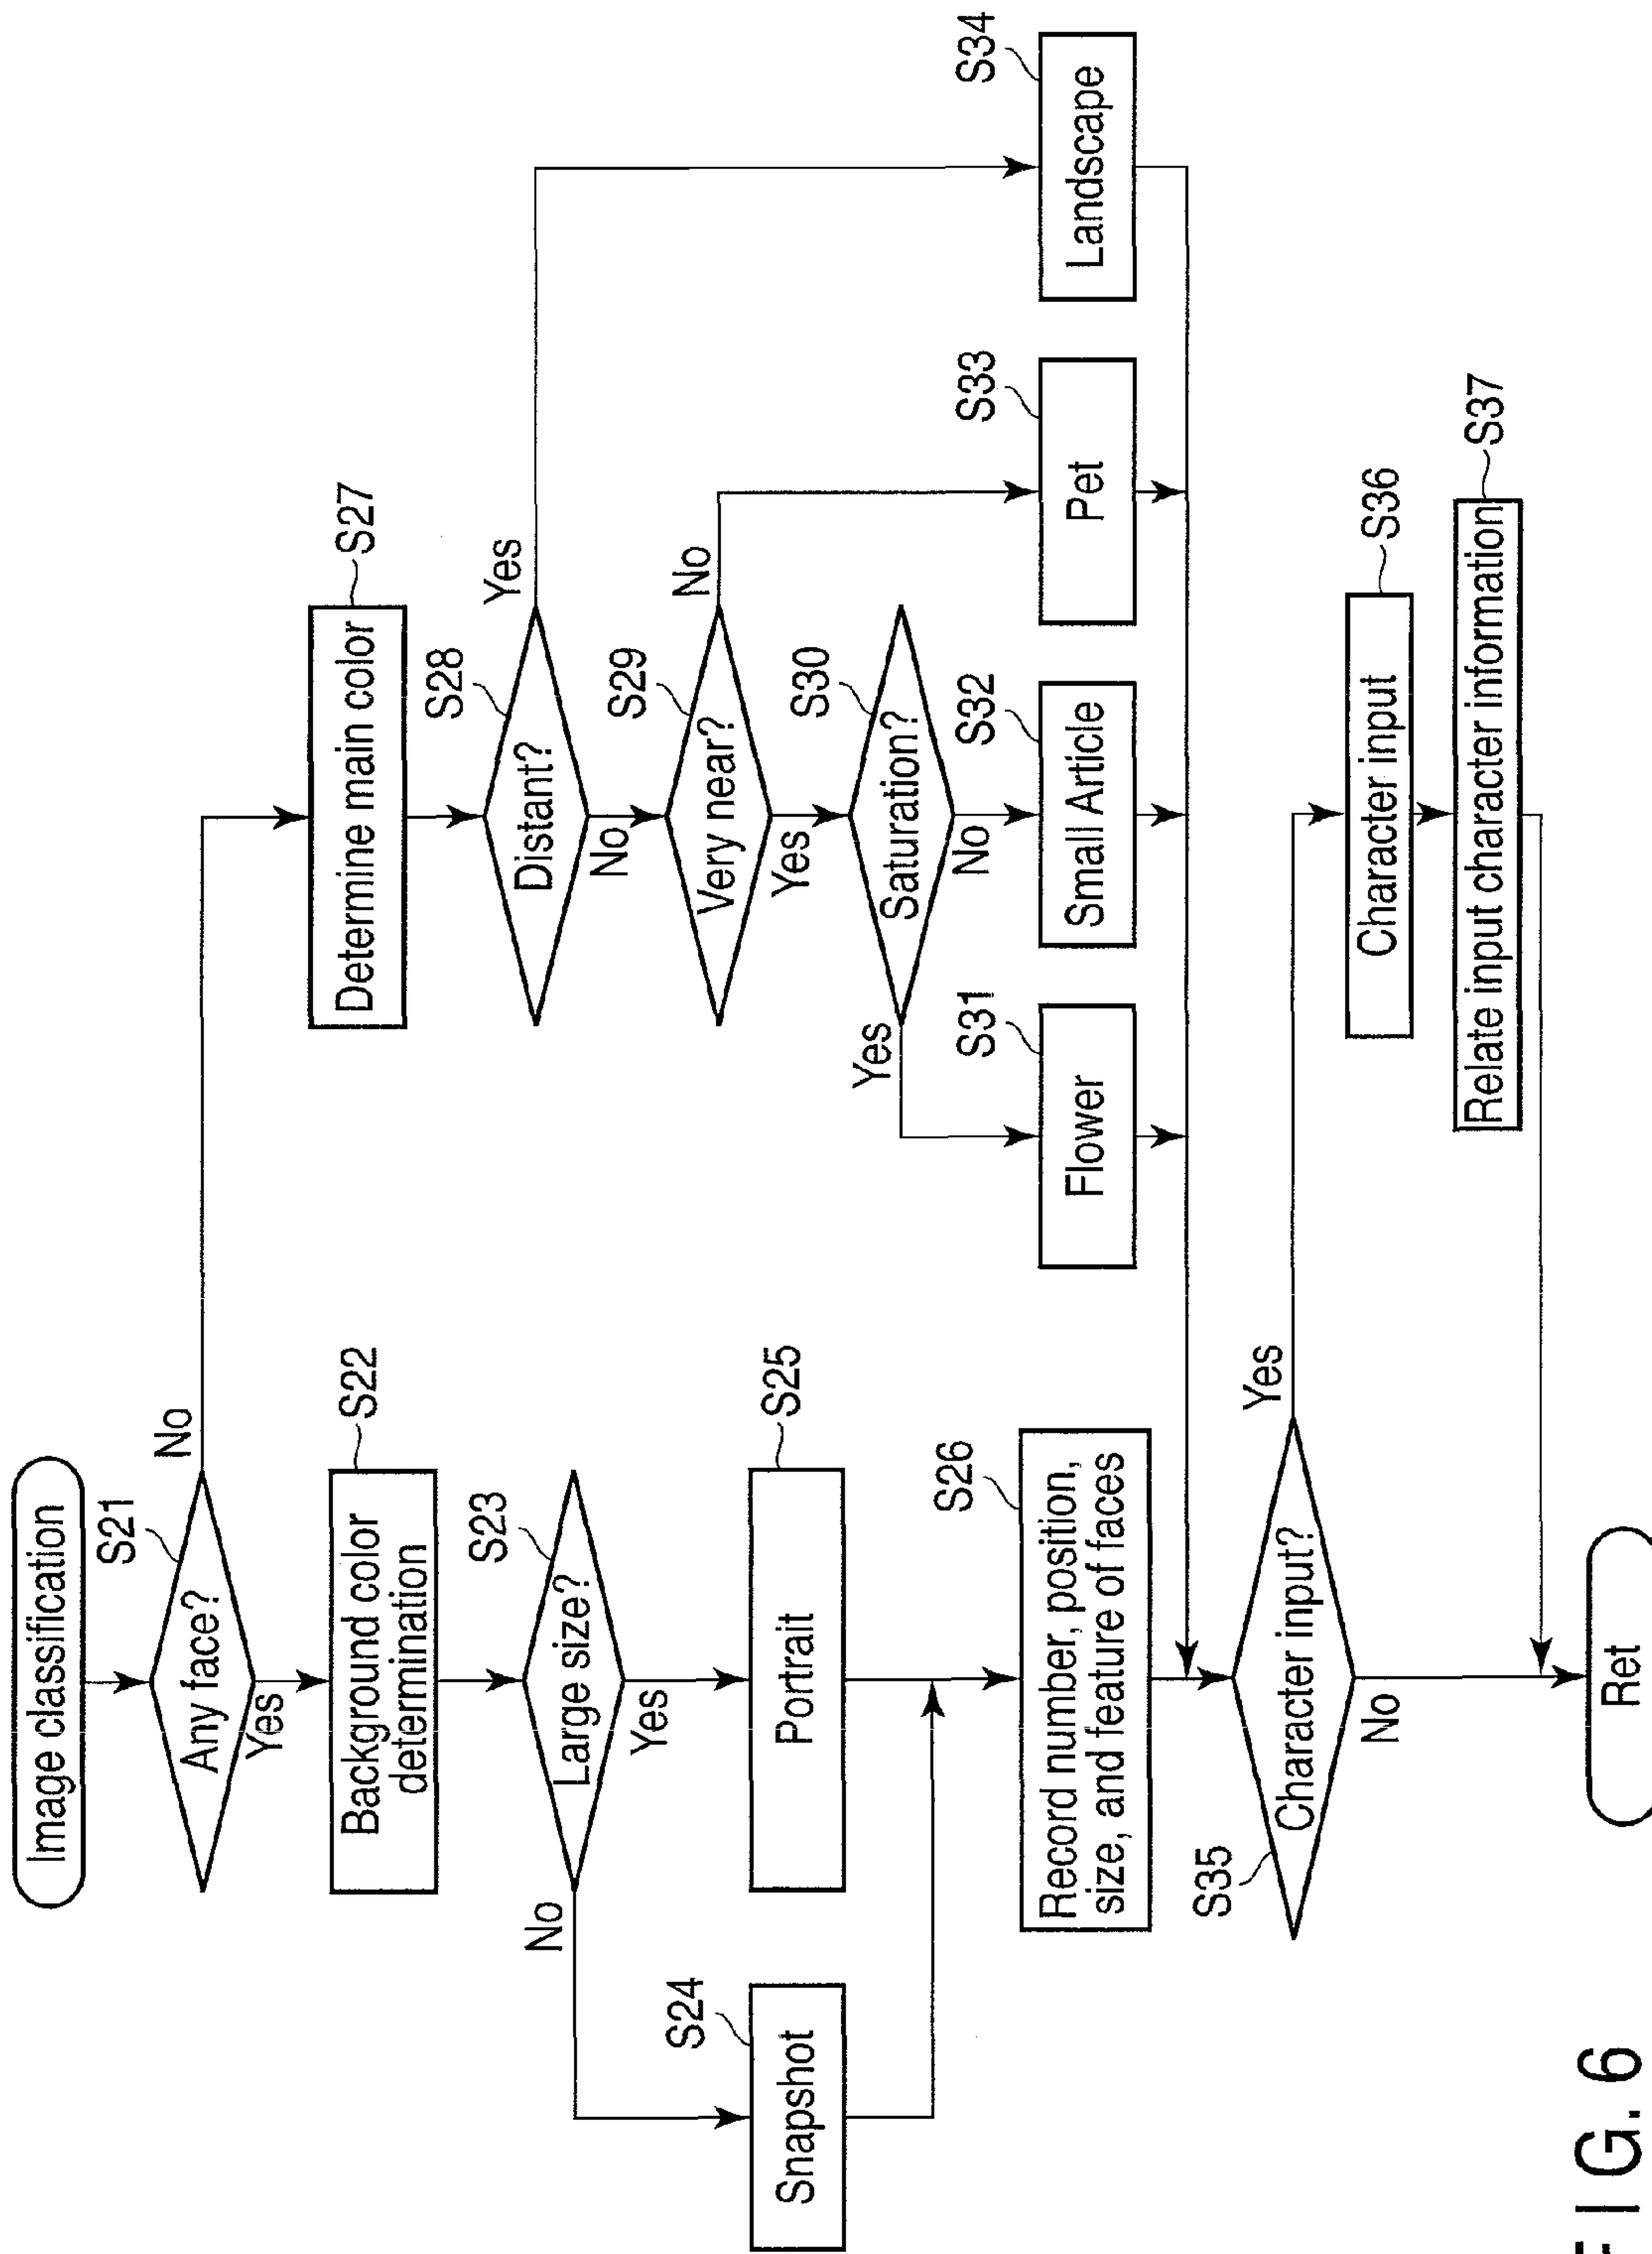 Image classification
S21
Any face?
No
Yes
S22
Background color
determination
S23
Large size?
No
Yes
S24
Snapshot
S25
Portrait
S26
Record number, position,
size, and feature of faces
S27
Determine main color
S28
Distant?
Yes
No
S29
Very near?
No
Yes
S30
Saturation?
Yes
No
S31
Flower
S32
Small Article
S33
Pet
S34
Landscape
S35
Character input?
Yes
No
S36
Character input
S37
Relate input character information
Ret
FIG. 6